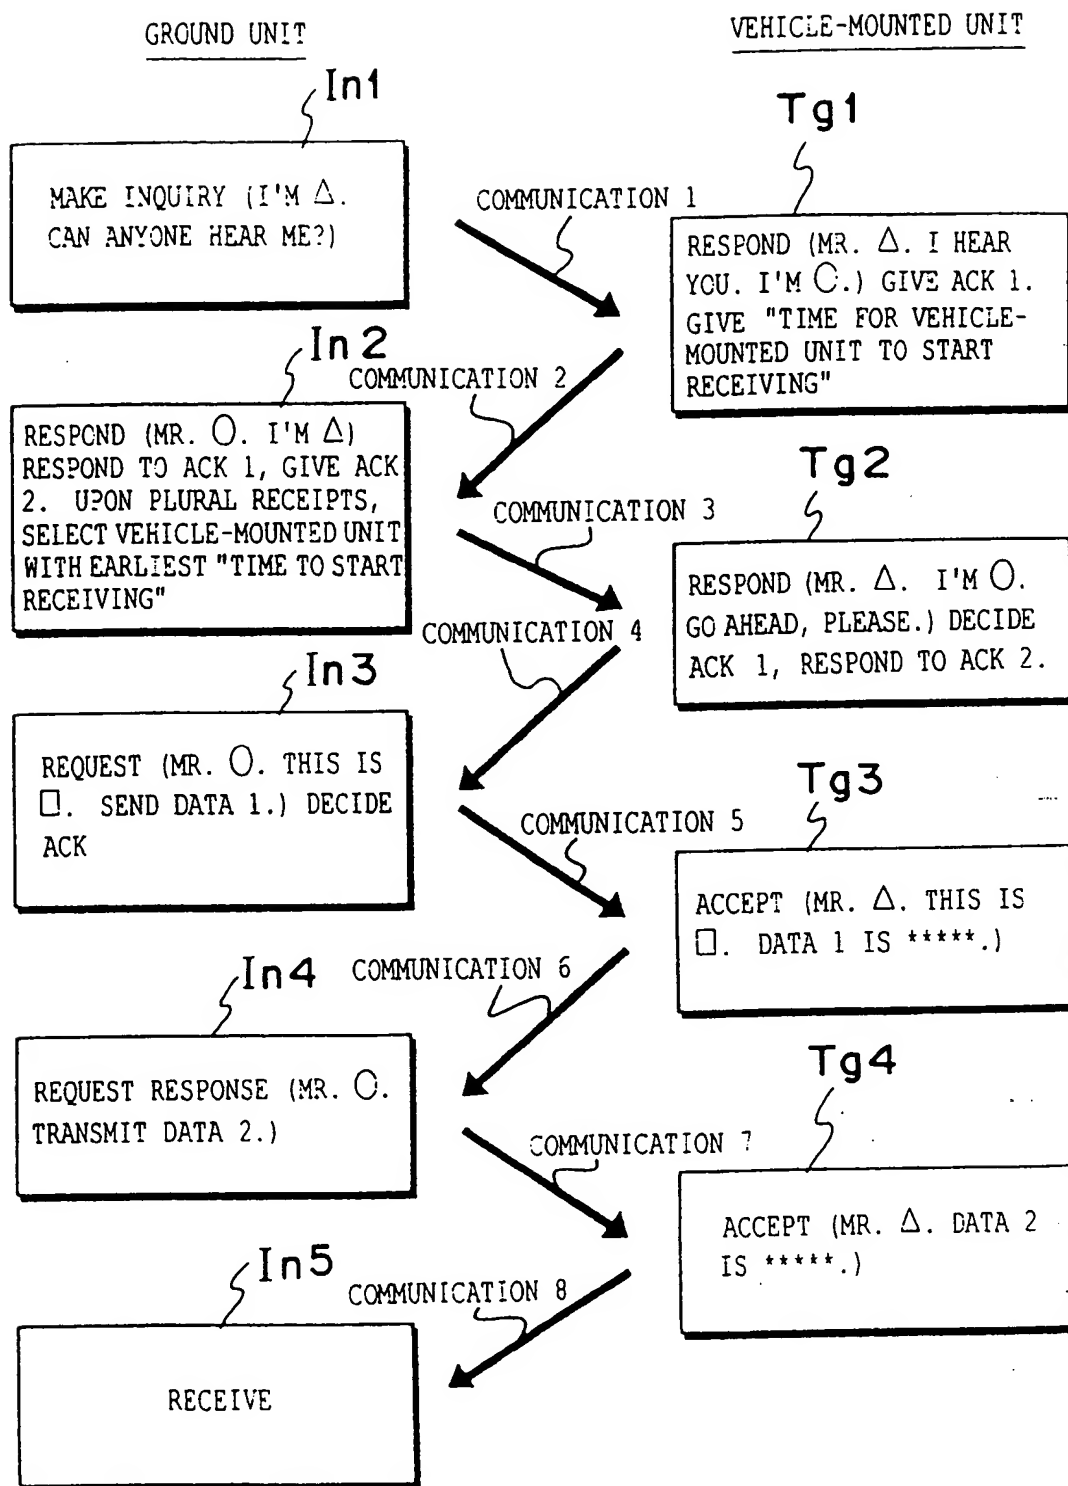 GROUND UNIT
VEHICLE-MOUNTED UNIT
In1
MAKE INQUIRY (I'M △.
CAN ANYONE HEAR ME?)
COMMUNICATION 1
Tg1
RESPOND (MR. △. I HEAR
YOU. I'M ○.) GIVE ACK 1.
GIVE "TIME FOR VEHICLE-
MOUNTED UNIT TO START
RECEIVING"
COMMUNICATION 2
In2
RESPOND (MR. ○. I'M △)
RESPOND TO ACK 1, GIVE ACK
2. UPON PLURAL RECEIPTS,
SELECT VEHICLE-MOUNTED UNIT
WITH EARLIEST "TIME TO START
RECEIVING"
COMMUNICATION 3
Tg2
RESPOND (MR. △. I'M ○.
GO AHEAD, PLEASE.) DECIDE
ACK 1, RESPOND TO ACK 2.
COMMUNICATION 4
In3
REQUEST (MR. ○. THIS IS
□. SEND DATA 1.) DECIDE
ACK
COMMUNICATION 5
Tg3
ACCEPT (MR. △. THIS IS
□. DATA 1 IS *****.)
COMMUNICATION 6
In4
REQUEST RESPONSE (MR. ○.
TRANSMIT DATA 2.)
COMMUNICATION 7
Tg4
ACCEPT (MR. △. DATA 2
IS *****.)
COMMUNICATION 8
In5
RECEIVE